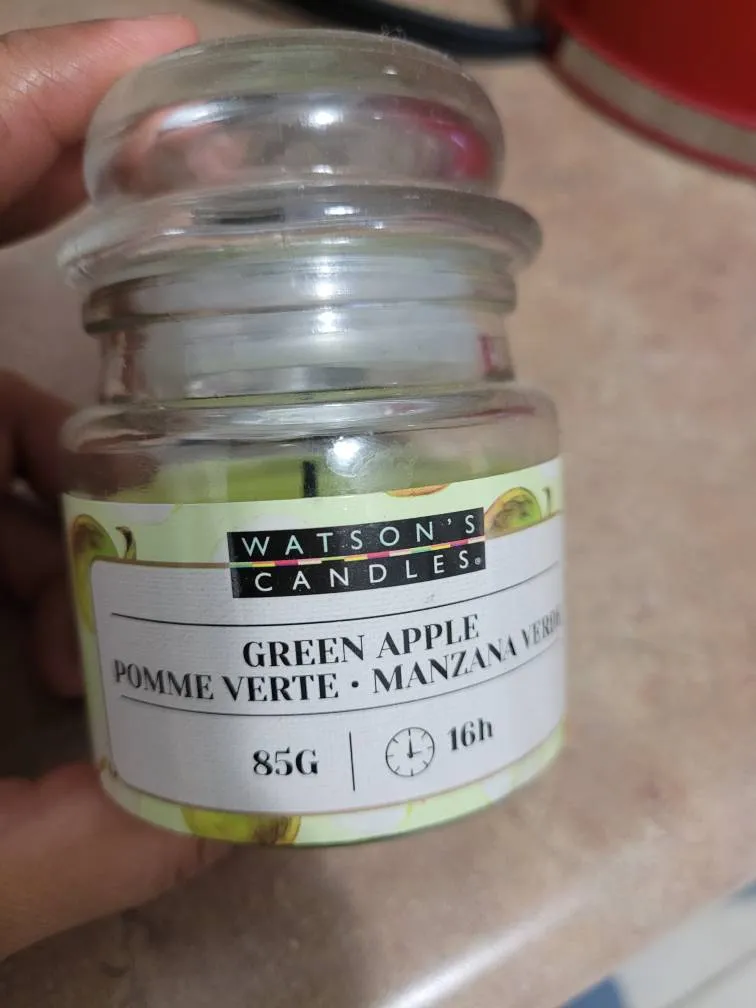 WATSON'S
CANDLES®
GREEN APPLE
POMME VERTE • MANZANA VERDE
85G 16h